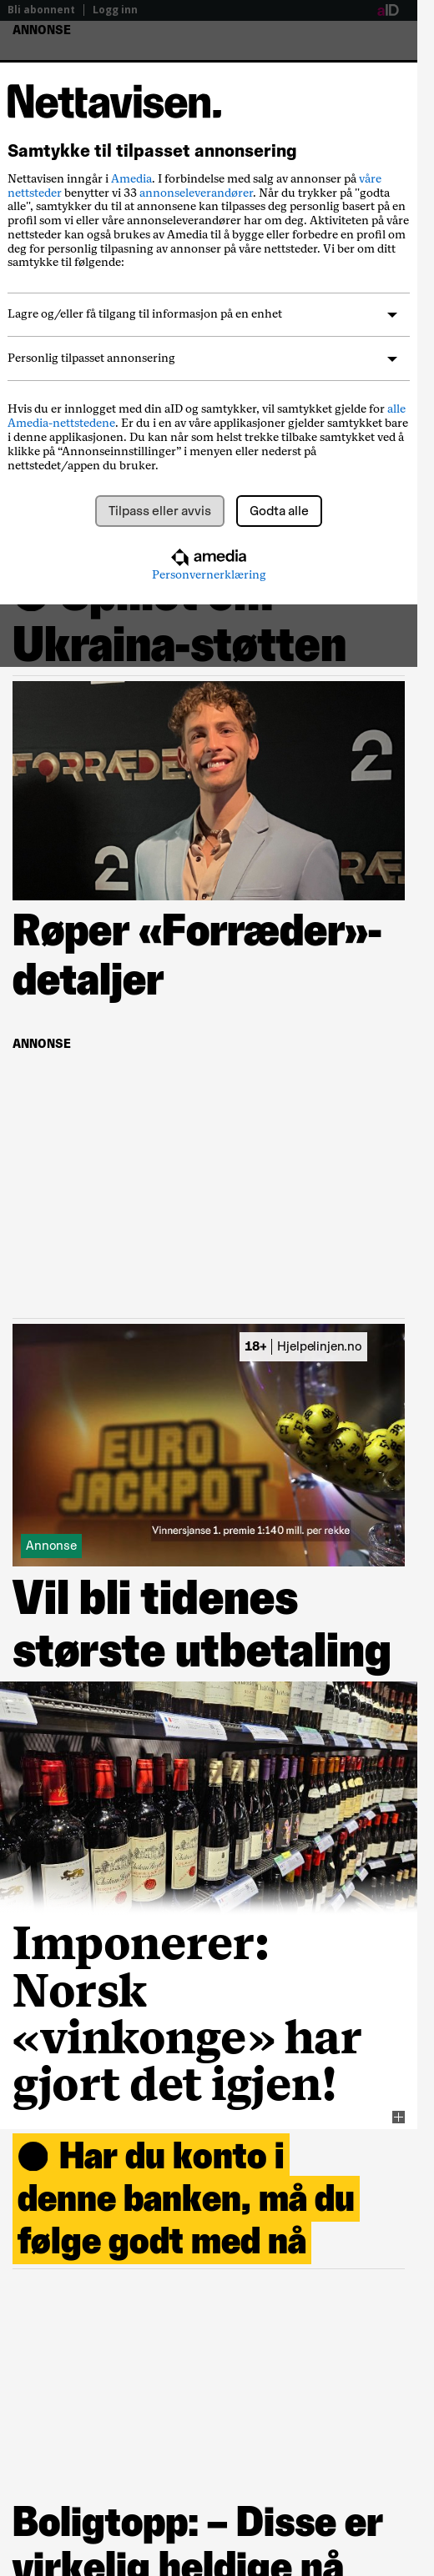 Bli abonnent | Logg inn aID
ANNONSE
Nettavisen.
Samtykke til tilpasset annonsering
Nettavisen inngår i Amedia. I forbindelse med salg av annonser på våre
nettsteder benytter vi 33 annonseleverandører. Når du trykker på "godta
alle", samtykker du til at annonsene kan tilpasses deg personlig basert på en
profil som vi eller våre annonseleverandører har om deg. Aktiviteten på våre
nettsteder kan også brukes av Amedia til å bygge eller forbedre en profil om
deg for personlig tilpasning av annonser på våre nettsteder. Vi ber om ditt
samtykke til følgende:
Lagre og/eller få tilgang til informasjon på en enhet
Personlig tilpasset annonsering
Hvis du er innlogget med din aID og samtykker, vil samtykket gjelde for alle
Amedia-nettstedene. Er du i en av våre applikasjoner gjelder samtykket bare
i denne applikasjonen. Du kan når som helst trekke tilbake samtykket ved å
klikke på “Annonseinnstillinger” i menyen eller nederst på
nettstedet/appen du bruker.
Tilpass eller avvis Godta alle
amedia
Personvernerklæring
Ukraina-støtten
FORRÆDE
2
2
RÆ
Røper «Forræder»-
detaljer
ANNONSE
18+ | Hjelpelinjen.no
EURO
JACKPOT
Vinnersjanse 1. premie 1:140 mill. per rekke
Annonse
Vil bli tidenes
største utbetaling
Imponerer:
Norsk
«vinkonge» har
gjort det igjen!
Har du konto i
denne banken, må du
følge godt med nå
Boligtopp: – Disse er
virkelig heldige nå